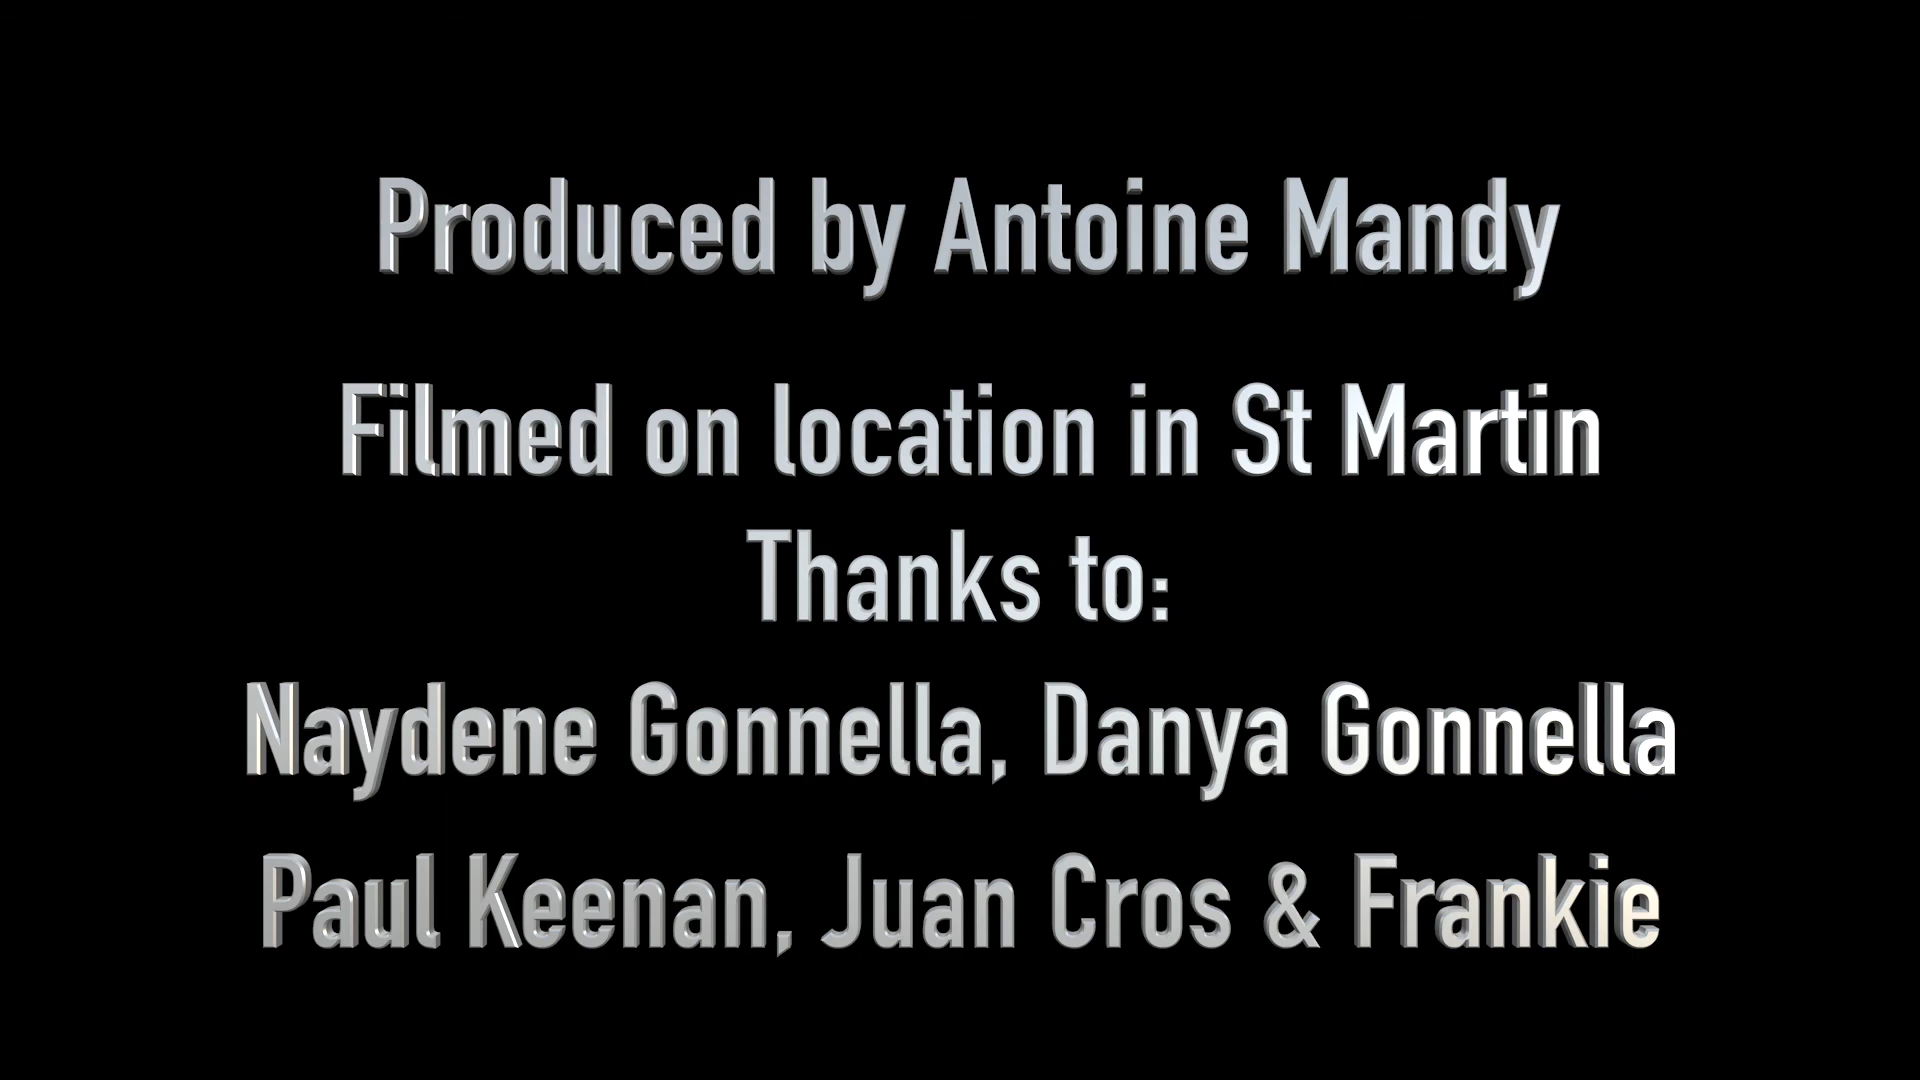 Produced by Antoine Mandy
Filmed on location in St Martin
Thanks to:
Naydene Gonnella, Danya Gonnella
Paul Keenan, Juan Cros & Frankie